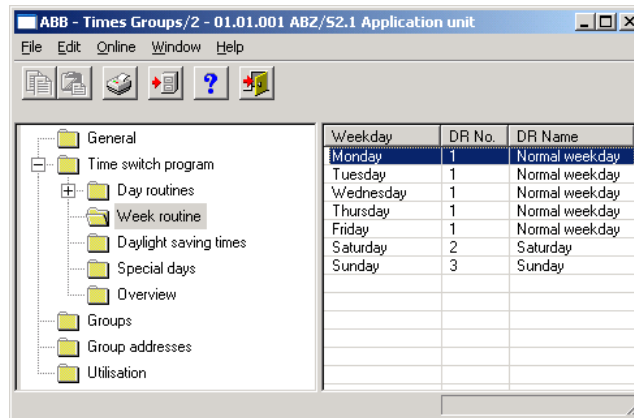 ABB - Times Groups/2 - 01.01.001 ABZ/S2.1 Application unit
File Edit Online Window Help
General
Time switch program
Day routines
Week routine
Daylight saving times
Special days
Overview
Groups
Group addresses
Utilisation
Weekday DR No. DR Name
Monday 1 Normal weekday
Tuesday 1 Normal weekday
Wednesday 1 Normal weekday
Thursday 1 Normal weekday
Friday 1 Normal weekday
Saturday 2 Saturday
Sunday 3 Sunday